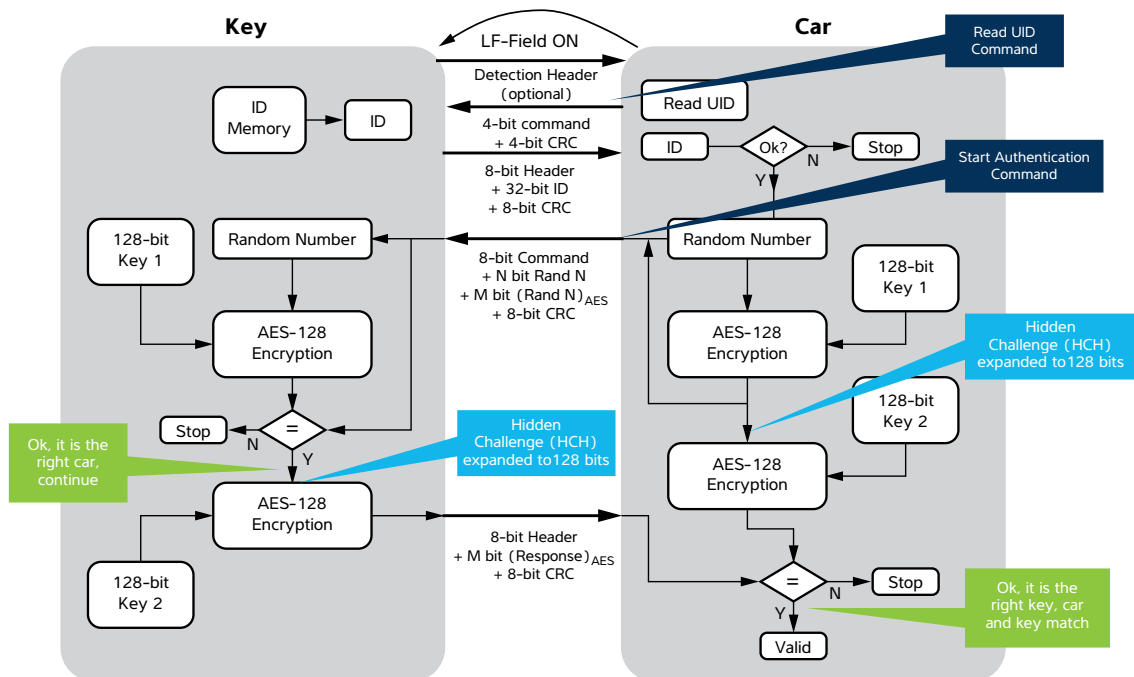 Key
Car
LF-Field ON
Read UID
Command
Detection Header
(optional)
Read UID
ID
Memory
ID
4-bit command
+ 4-bit CRC
ID
Ok?
N
Stop
Y
Start Authentication
Command
8-bit Header
+ 32-bit ID
+ 8-bit CRC
128-bit
Key 1
Random Number
Random Number
8-bit Command
+ N bit Rand N
+ M bit (Rand N)AES
+ 8-bit CRC
128-bit
Key 1
AES-128
Encryption
AES-128
Encryption
Hidden
Challenge (HCH)
expanded to128 bits
128-bit
Key 2
Stop
N
=
Y
Ok, it is the
right car,
continue
Hidden
Challenge (HCH)
expanded to128 bits
AES-128
Encryption
AES-128
Encryption
8-bit Header
+ M bit (Response)AES
+ 8-bit CRC
128-bit
Key 2
=
N
Stop
Y
Ok, it is the
right key, car
and key match
Valid